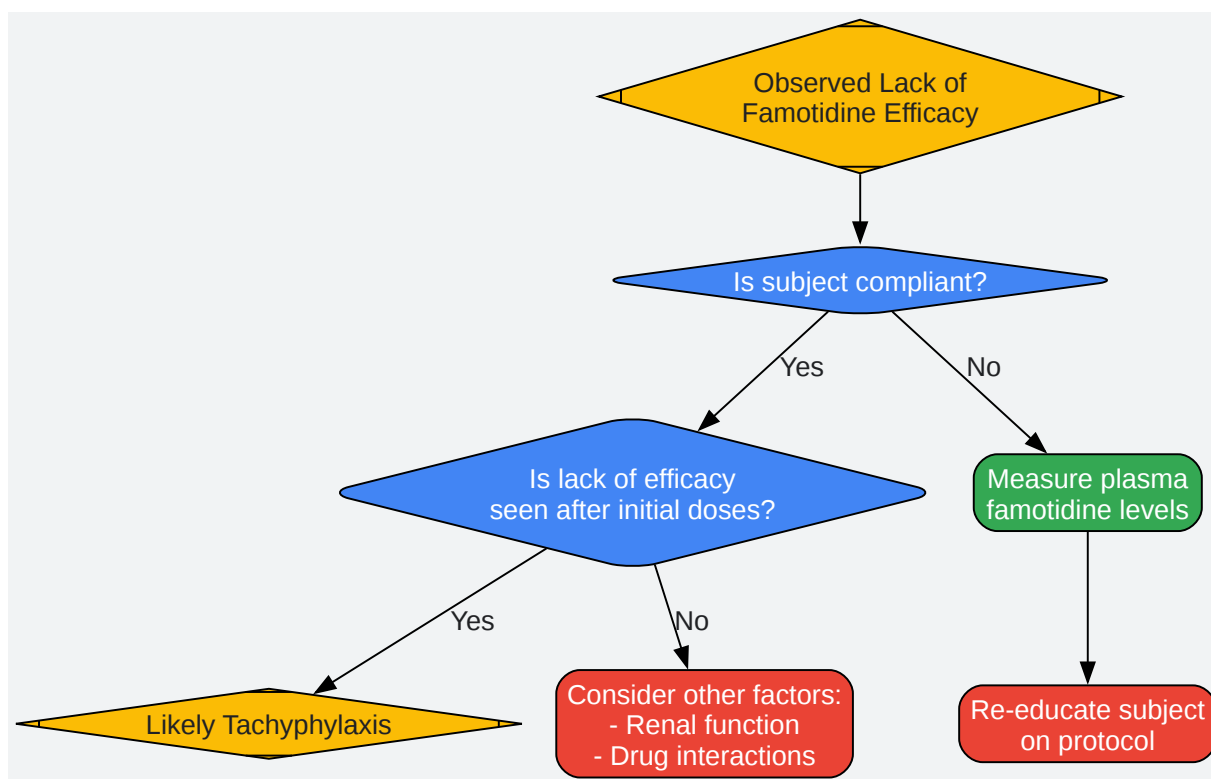 Observed Lack of
Famotidine Efficacy
Is subject compliant?
Yes
No
Is lack of efficacy
seen after initial doses?
Measure plasma
famotidine levels
Yes
No
Likely Tachyphylaxis
Consider other factors:
- Renal function
- Drug interactions
Re-educate subject
on protocol